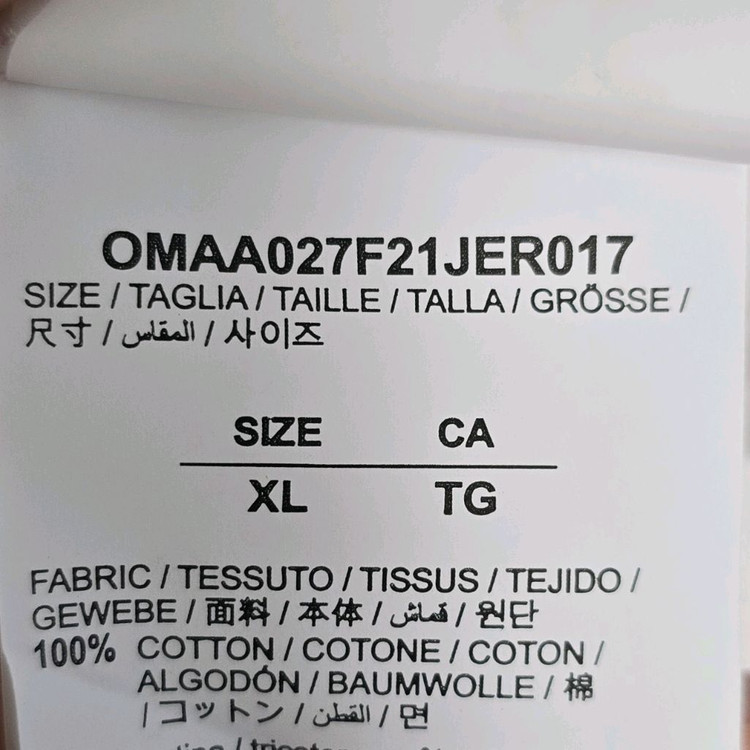 OMAA027F21JER017
SIZE / TAGLIA / TAILLE / TALLA / GRÖSSE /
尺寸 / المقاس / 사이즈
SIZE CA
XL TG
FABRIC / TESSUTO / TISSUS / TEJIDO /
GEWEBE / 面料 / 本体 / قماش / 원단
100% COTTON / COTONE / COTON /
ALGODÓN / BAUMWOLLE / 棉
/ コットン / القطن / 면